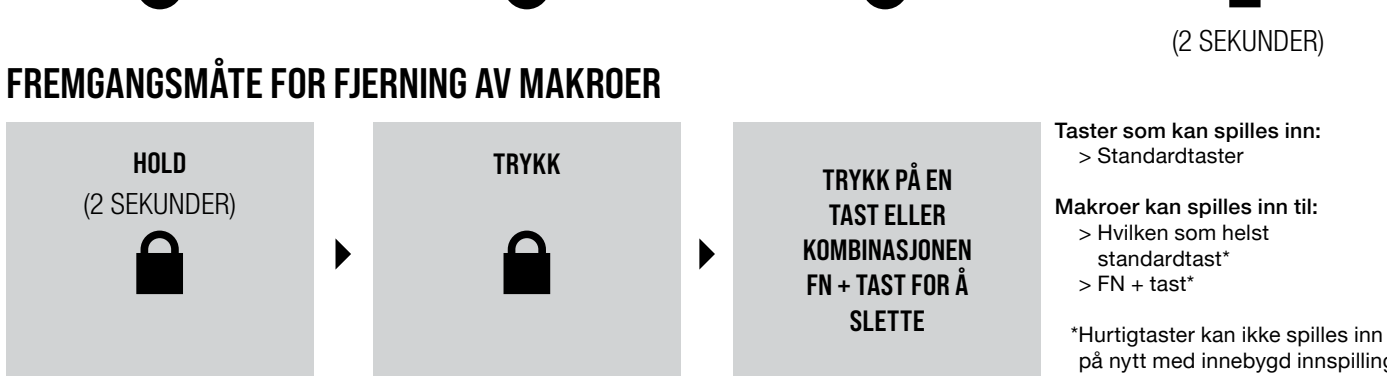 (2 SEKUNDER)
FREMGANGSMÅTE FOR FJERNING AV MAKROER
HOLD
(2 SEKUNDER)
TRYKK
TRYKK PÅ EN
TAST ELLER
KOMBINASJONEN
FN + TAST FOR Å
SLETTE
Taster som kan spilles inn:
> Standardtaster
Makroer kan spilles inn til:
> Hvilken som helst
standardtast*
> FN + tast*
*Hurtigtaster kan ikke spilles inn
på nytt med innebygd innspilling